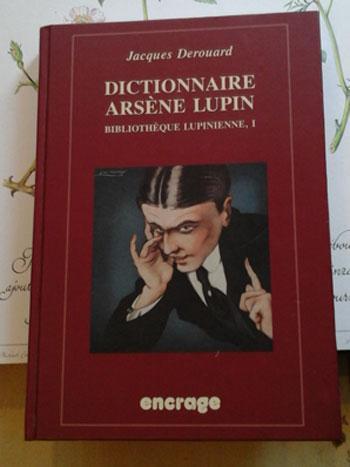 Jacques Derouard
DICTIONNAIRE
ARSÈNE LUPIN
BIBLIOTHÈQUE LUPINIENNE, I
encrage